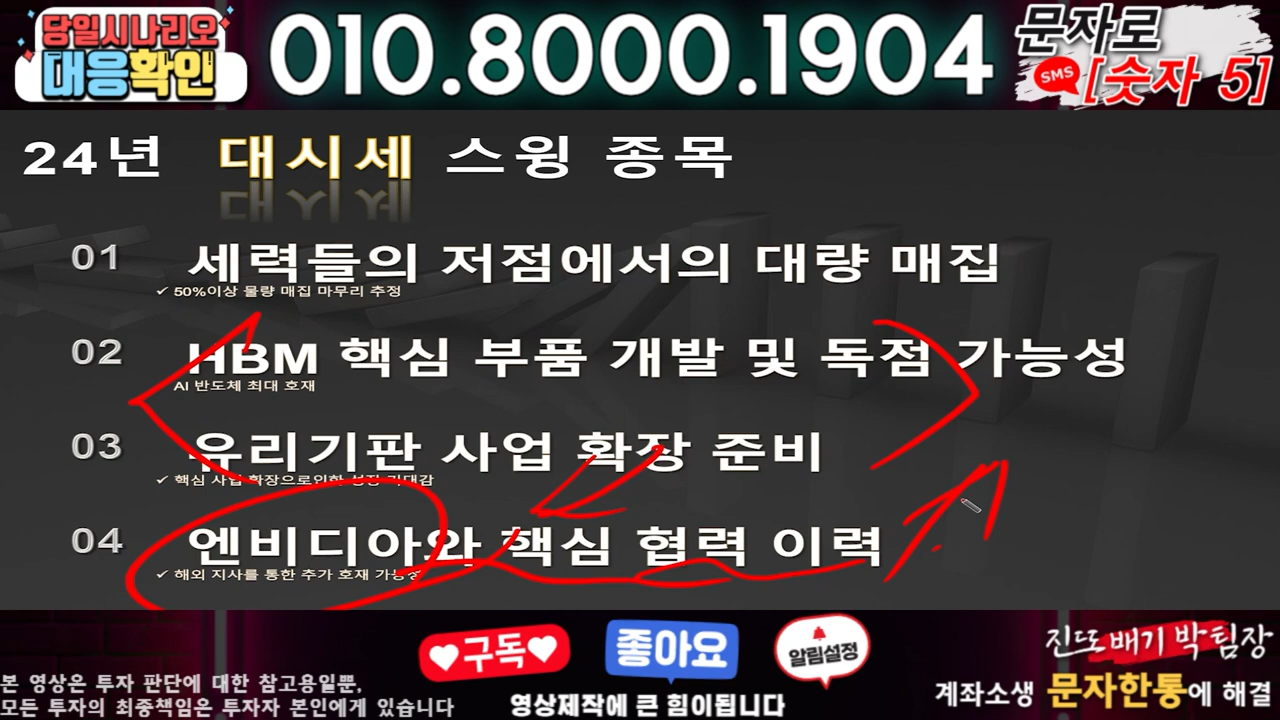 당일시나리오
대응확인
010.8000.1904
문자로
SMS
[숫자 5]
24년 대시세 스윙 종목
01 세력들의 저점에서의 대량 매집
✓ 50%이상 물량 매집 마무리 추정
02 HBM 핵심 부품 개발 및 독점 가능성
AI 반도체 최대 호재
03 유리기판 사업 확장 준비
✓ 핵심 사업 확장으로인한 성장 기대감
04 엔비디아와 핵심 협력 이력
✓ 해외 지사를 통한 추가 호재 가능성
구독
좋아요
알림설정
영상제작에 큰 힘이됩니다
본 영상은 투자 판단에 대한 참고용일뿐,
모든 투자의 최종책임은 투자자 본인에게 있습니다
진또배기 박팀장
계좌소생 문자한통에 해결